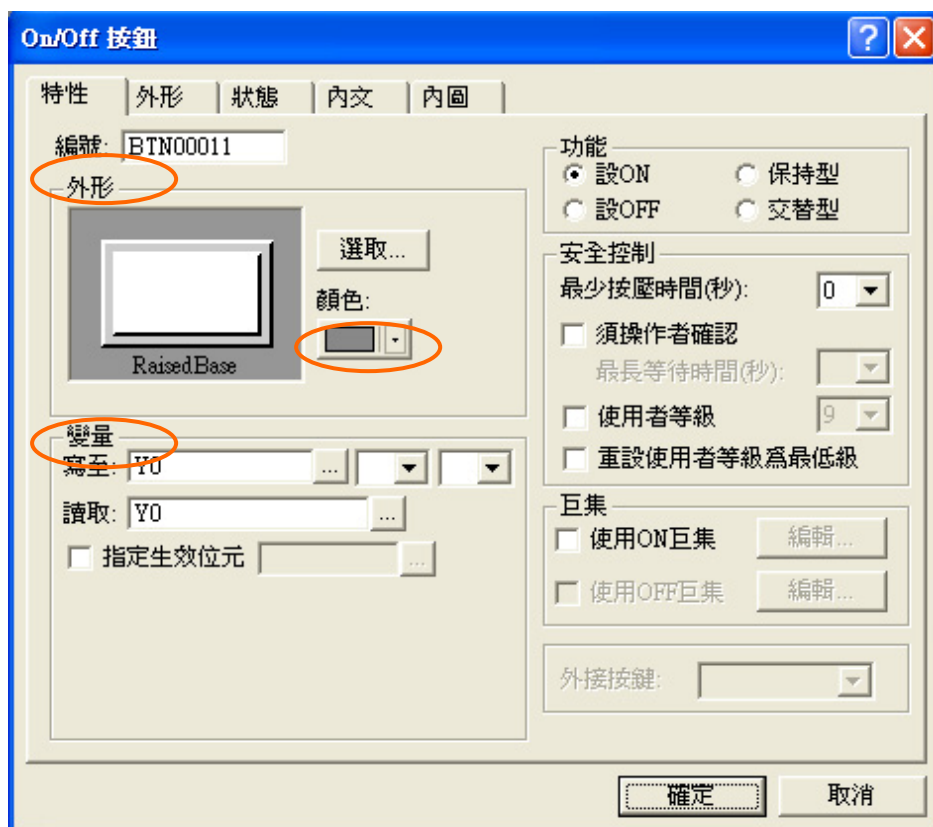 On/Off 按鈕
特性 外形 狀態 內文 內圖
編號: BTN00011
外形
選取...
顏色:
RaisedBase
變量
寫至: Y0 ...
讀取: Y0 ...
指定生效位元 ...
功能
設ON 保持型
設OFF 交替型
安全控制
最少按壓時間(秒): 0
須操作者確認
最長等待時間(秒):
使用者等級 9
重設使用者等級為最低級
巨集
使用ON巨集 編輯...
使用OFF巨集 編輯...
外接按鍵:
確定 取消